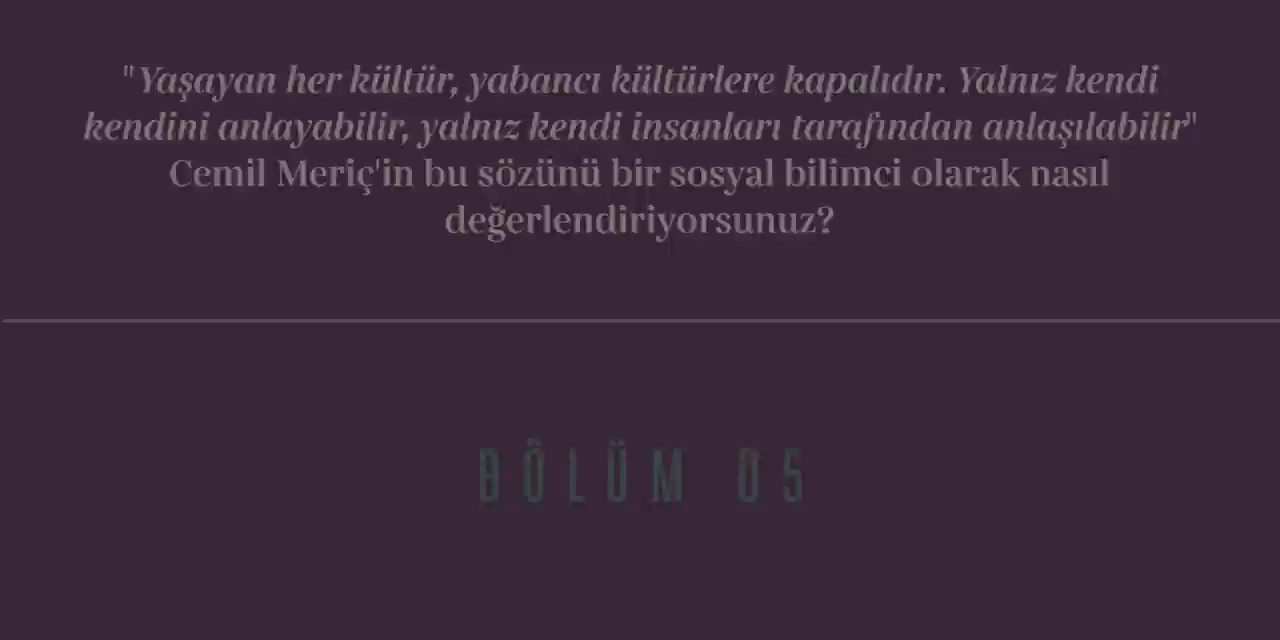 "Yaşayan her kültür, yabancı kültürlere kapalıdır. Yalnız kendi
kendini anlayabilir, yalnız kendi insanları tarafından anlaşılabilir"
Cemil Meriç'in bu sözünü bir sosyal bilimci olarak nasıl
değerlendiriyorsunuz?
BÖLÜM 05